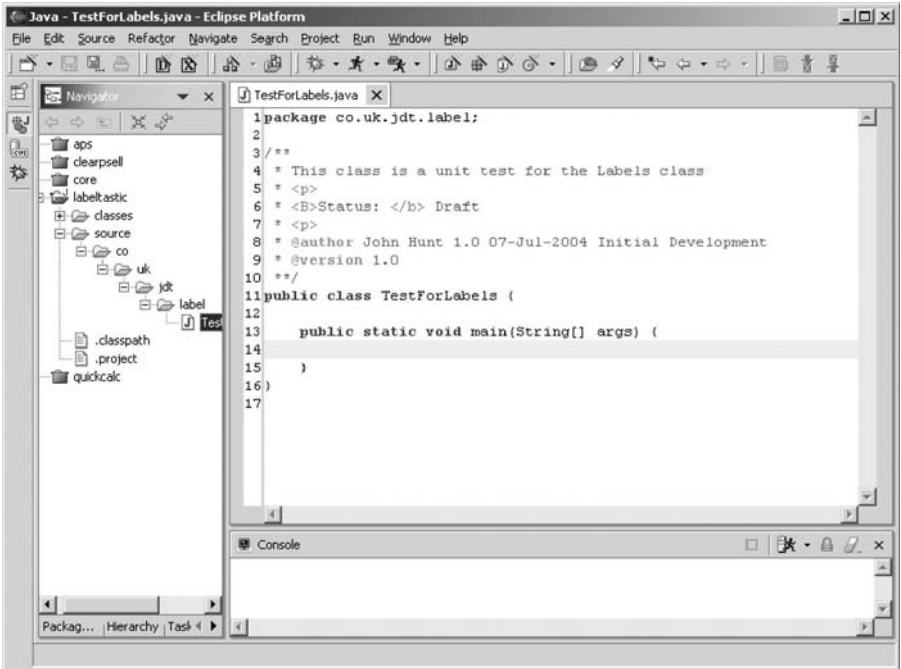 Java - TestForLabels.java - Eclipse Platform
File Edit Source Refactor Navigate Search Project Run Window Help
Navigator
TestForLabels.java
aps
clearpsell
core
labeltastic
classes
source
co
uk
jdt
label
Test
.classpath
.project
quickcalc
1 package co.uk.jdt.label;
2
3 /**
4 * This class is a unit test for the Labels class
5 * <p>
6 * <B>Status: </b> Draft
7 * <p>
8 * @author John Hunt 1.0 07-Jul-2004 Initial Development
9 * @version 1.0
10 **/
11 public class TestForLabels {
12
13 public static void main(String[] args) {
14
15 }
16 }
17
Console
Packag... Hierarchy Task